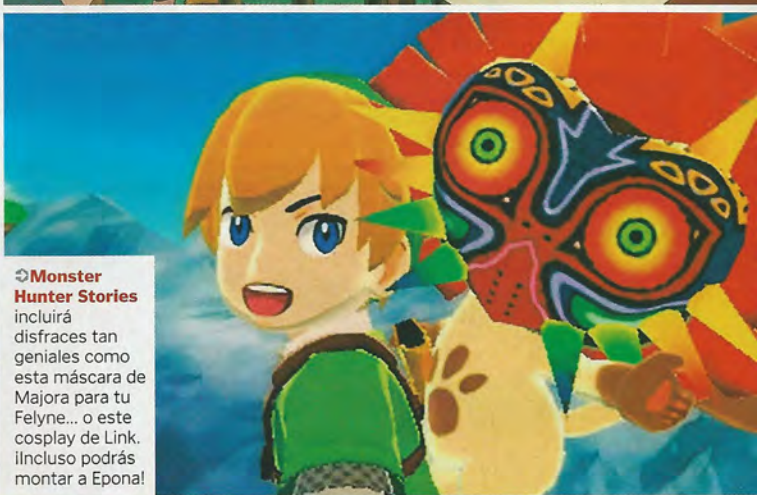 Monster
Hunter Stories
incluirá
disfraces tan
geniales como
esta máscara de
Majora para tu
Felyne... o este
cosplay de Link.
¡Incluso podrás
montar a Epona!